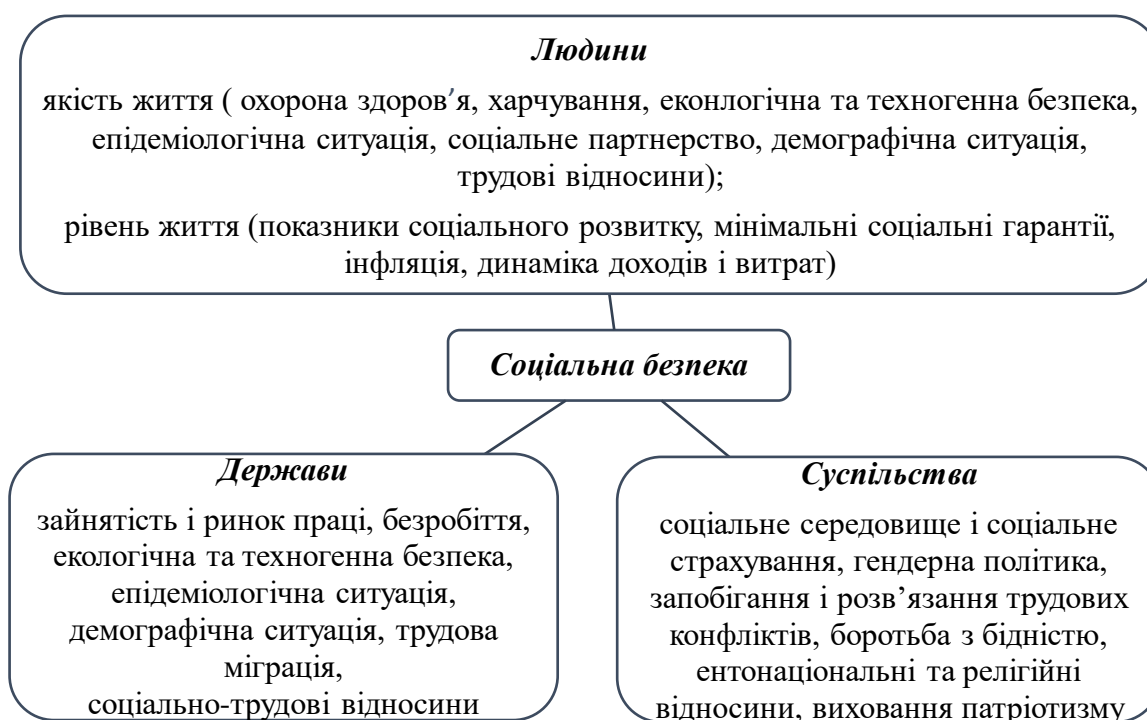 Людини
якість життя ( охорона здоров’я, харчування, еконлогічна та техногенна безпека,
епідеміологічна ситуація, соціальне партнерство, демографічна ситуація,
трудові відносини);
рівень життя (показники соціального розвитку, мінімальні соціальні гарантії,
інфляція, динаміка доходів і витрат)
Соціальна безпека
Держави
зайнятість і ринок праці, безробіття,
екологічна та техногенна безпека,
епідеміологічна ситуація,
демографічна ситуація, трудова
міграція,
соціально-трудові відносини
Суспільства
соціальне середовище і соціальне
страхування, гендерна політика,
запобігання і розв’язання трудових
конфліктів, боротьба з бідністю,
ентонаціональні та релігійні
відносини, виховання патріотизму